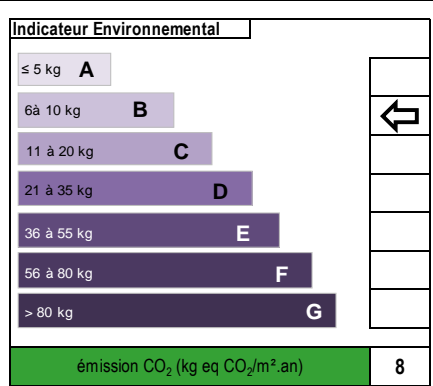 Indicateur Environnemental
≤ 5 kg A
6à 10 kg B
11 à 20 kg C
21 à 35 kg D
36 à 55 kg E
56 à 80 kg F
> 80 kg G
émission CO₂ (kg eq CO₂/m².an) 8